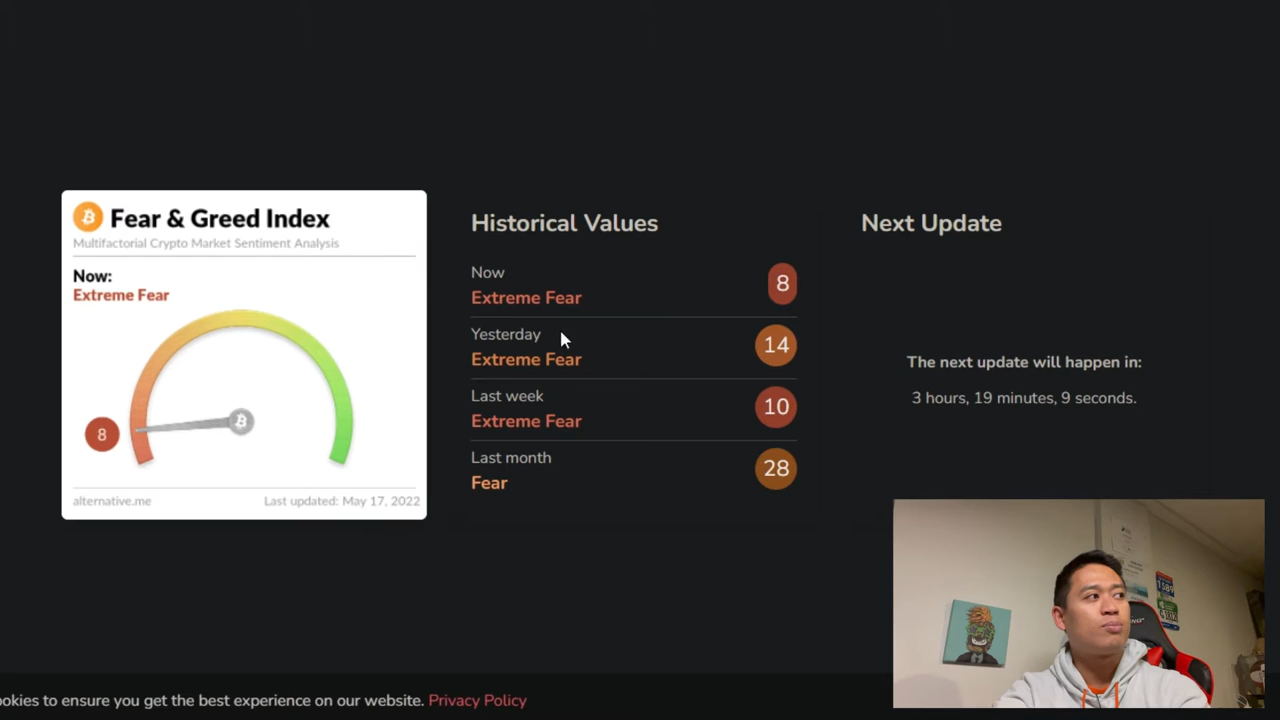 Fear & Greed Index
Multifactorial Crypto Market Sentiment Analysis
Now:
Extreme Fear
8
alternative.me
Last updated: May 17, 2022
Historical Values
Now
Extreme Fear
8
Yesterday
Extreme Fear
14
Last week
Extreme Fear
10
Last month
Fear
28
Next Update
The next update will happen in:
3 hours, 19 minutes, 9 seconds.
ookies to ensure you get the best experience on our website. Privacy Policy